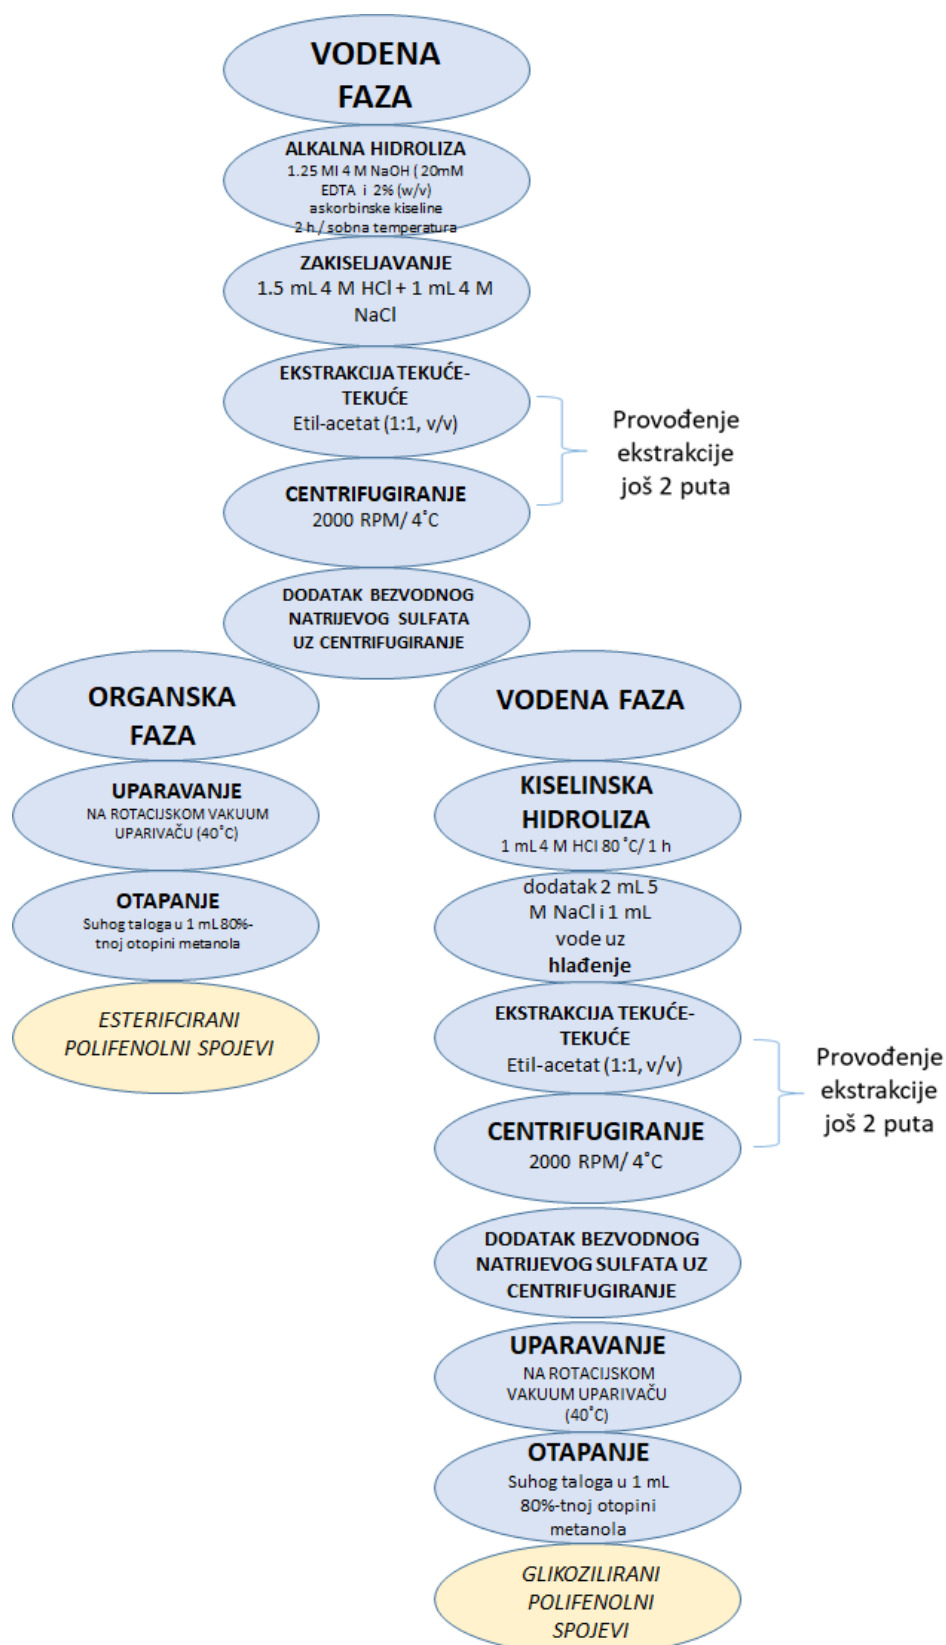 VODENA
FAZA
ALKALNA HIDROLIZA
1.25 Ml 4 M NaOH ( 20mM
EDTA i 2% (w/v)
askorbinske kiseline
2 h / sobna temperatura
ZAKISELJAVANJE
1.5 mL 4 M HCl + 1 mL 4 M
NaCl
EKSTRAKCIJA TEKUĆE-
TEKUĆE
Etil-acetat (1:1, v/v)
CENTRIFUGIRANJE
2000 RPM/ 4˚C
Provođenje
ekstrakcije
još 2 puta
DODATAK BEZVODNOG
NATRIJEVOG SULFATA
UZ CENTRIFUGIRANJE
ORGANSKA
FAZA
UPARAVANJE
NA ROTACIJSKOM VAKUUM
UPARIVAČU (40˚C)
OTAPANJE
Suhog taloga u 1 mL 80%-
tnoj otopini metanola
ESTERIFCIRANI
POLIFENOLNI SPOJEVI
VODENA FAZA
KISELINSKA
HIDROLIZA
1 mL 4 M HCl 80 ˚C/ 1 h
dodatak 2 mL 5
M NaCl i 1 mL
vode uz
hlađenje
EKSTRAKCIJA TEKUĆE-
TEKUĆE
Etil-acetat (1:1, v/v)
CENTRIFUGIRANJE
2000 RPM/ 4˚C
Provođenje
ekstrakcije
još 2 puta
DODATAK BEZVODNOG
NATRIJEVOG SULFATA UZ
CENTRIFUGIRANJE
UPARAVANJE
NA ROTACIJSKOM
VAKUUM UPARIVAČU
(40˚C)
OTAPANJE
Suhog taloga u 1 mL
80%-tnoj otopini
metanola
GLIKOZILIRANI
POLIFENOLNI
SPOJEVI